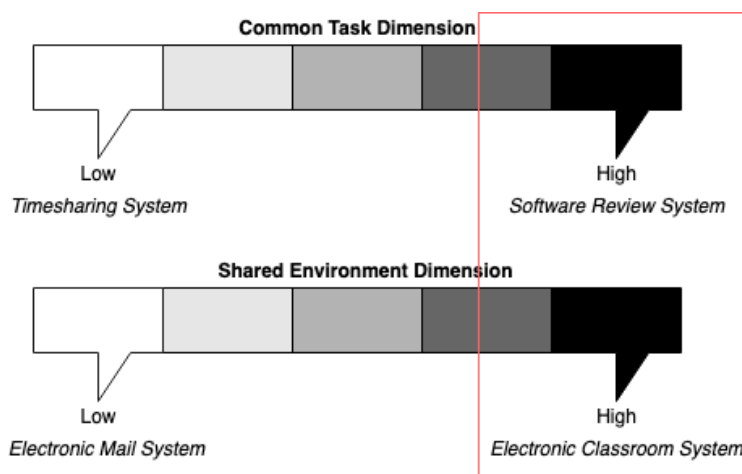 Common Task Dimension
Low
High
Timesharing System
Software Review System
Shared Environment Dimension
Low
High
Electronic Mail System
Electronic Classroom System